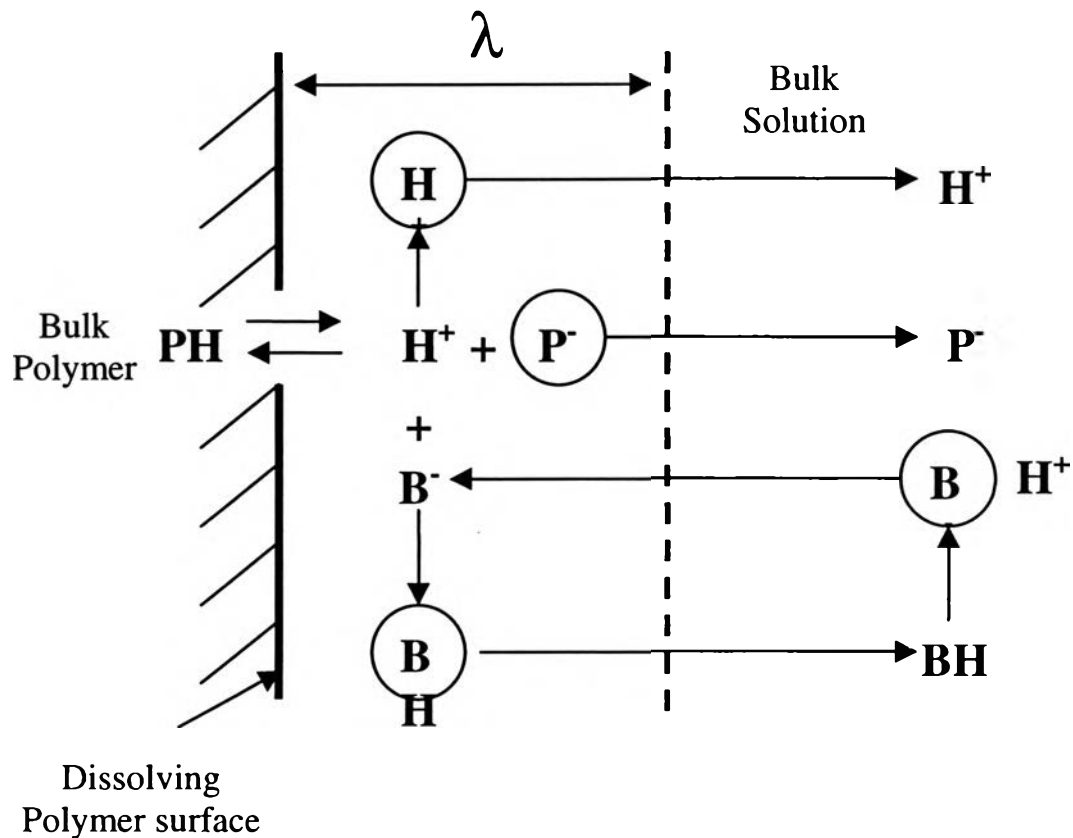 λ
Bulk
Solution
H
+
H⁺
Bulk
Polymer
PH
H⁺ + P⁻
P⁻
+
B⁻
B
-
H⁺
B
H
BH
Dissolving
Polymer surface